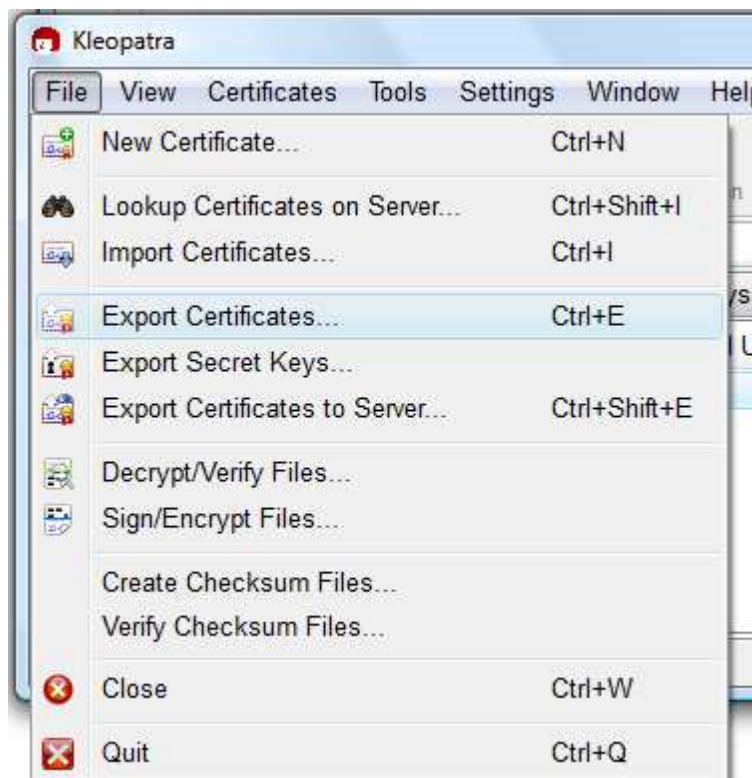 Kleopatra
File View Certificates Tools Settings Window Help
New Certificate... Ctrl+N
Lookup Certificates on Server... Ctrl+Shift+I
Import Certificates... Ctrl+I
Export Certificates... Ctrl+E
Export Secret Keys...
Export Certificates to Server... Ctrl+Shift+E
Decrypt/Verify Files...
Sign/Encrypt Files...
Create Checksum Files...
Verify Checksum Files...
Close Ctrl+W
Quit Ctrl+Q